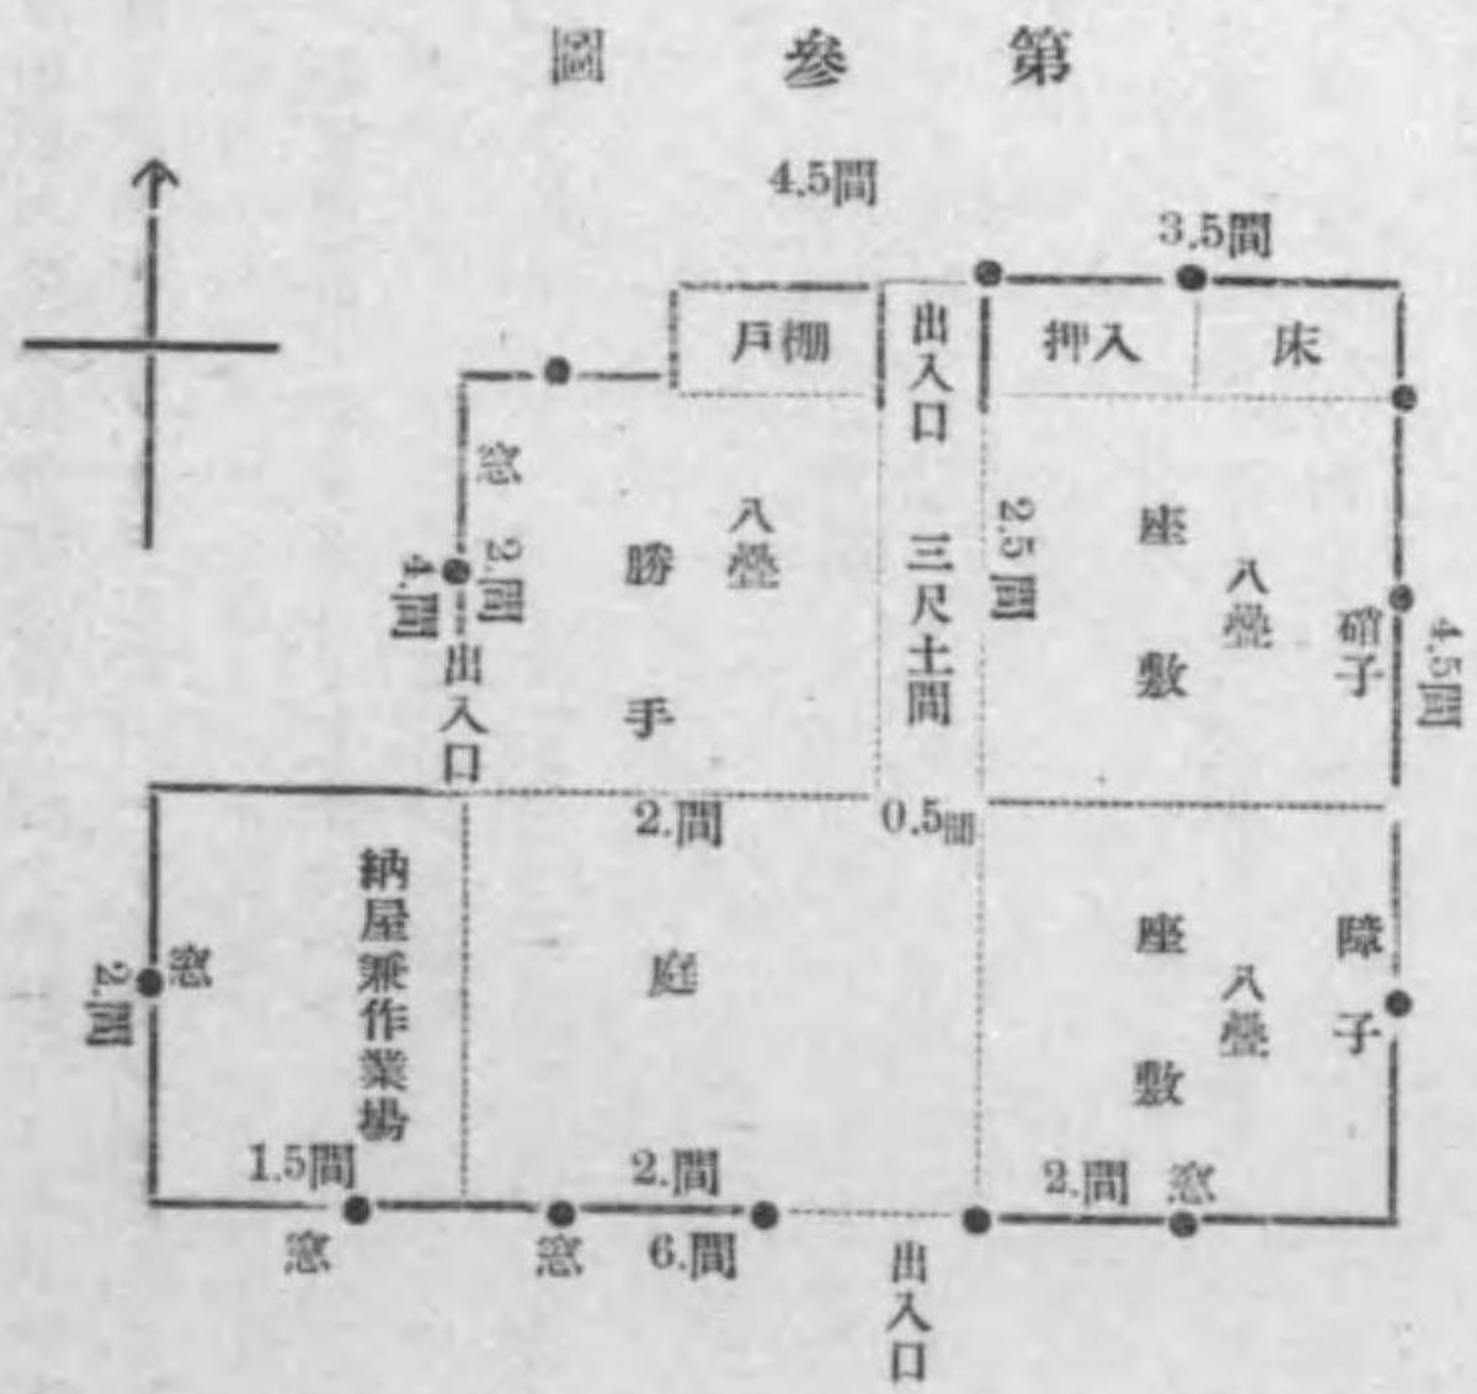 第參圖
4.5間
3.5間
戶棚
出入口
押入
床
窓
2.間
4.間
出入口
勝手
八疊
三尺土間
2.5間
座敷
八疊
硝子
4.5間
2.間
0.5間
納屋兼作業場
窓
2.間
庭
座敷
八疊
障子
1.5間
2.間
2.間
窓
窓
窓
6.間
出入口